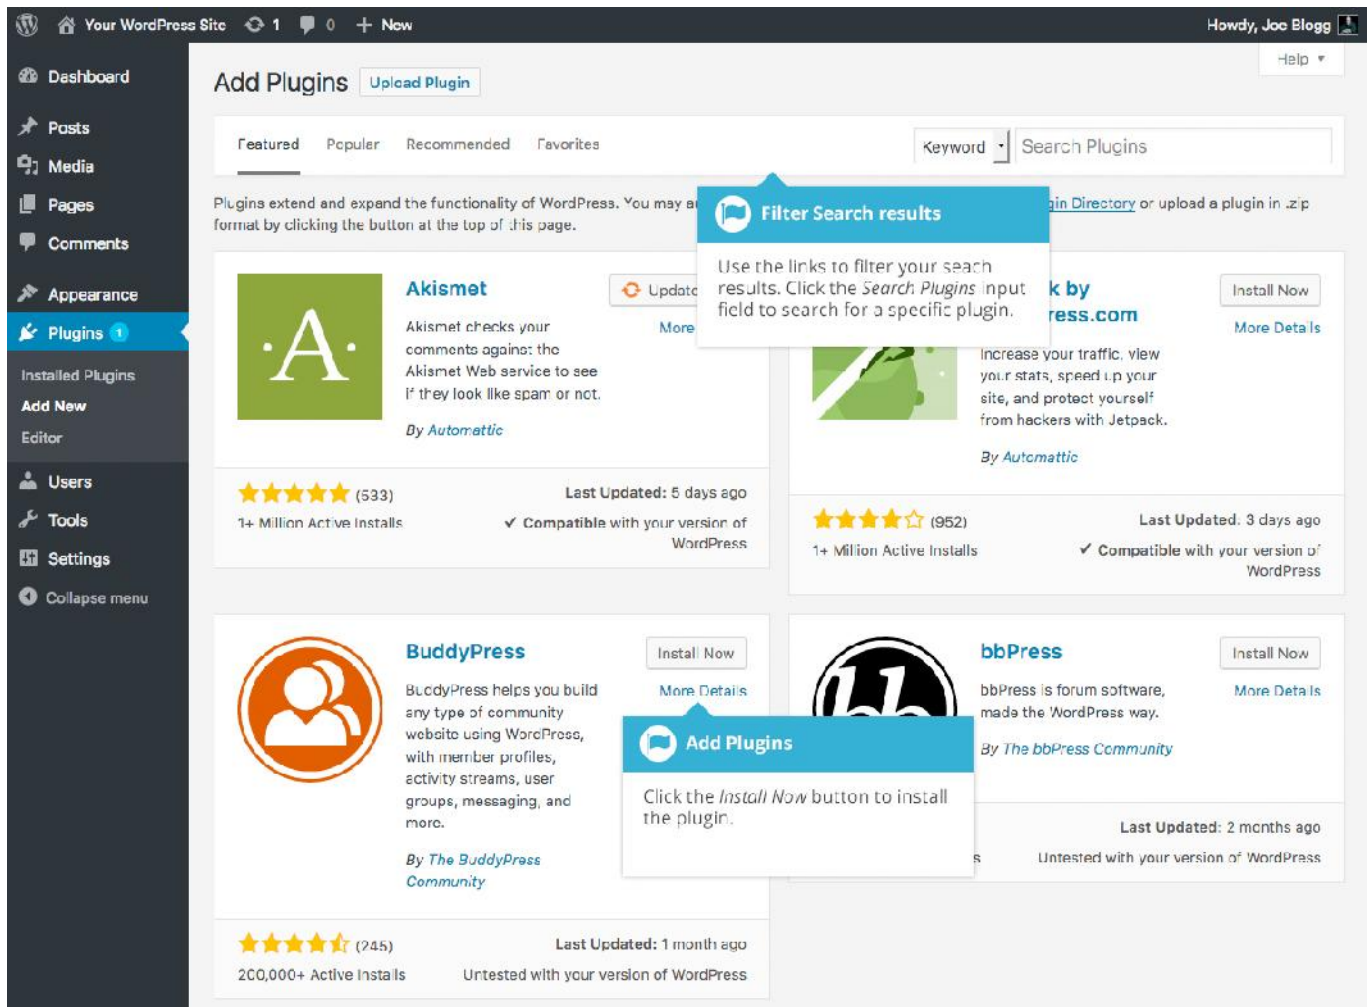 Your WordPress Site 1 0 + New
Howdy, Joe Blogg
Dashboard
Posts
Media
Pages
Comments
Appearance
Plugins 1
Installed Plugins
Add New
Editor
Users
Tools
Settings
Collapse menu
Help
Add Plugins Upload Plugin
Featured Popular Recommended Favorites
Keyword Search Plugins
Plugins extend and expand the functionality of WordPress. You may
Directory or upload a plugin in .zip
format by clicking the button at the top of this page.
Filter Search results
Use the links to filter your seach
results. Click the Search Plugins input
field to search for a specific plugin.
A
Akismet
Update
More
Akismet checks your
comments against the
Akismet Web service to see
if they look like spam or not.
By Automattic
(533)
1+ Million Active Installs
Last Updated: 5 days ago
✔ Compatible with your version of
WordPress
by
Install Now
More Details
Increase your traffic, view
your stats, speed up your
site, and protect yourself
from hackers with Jetpack.
By Automattic
(952)
1+ Million Active Installs
Last Updated: 3 days ago
✔ Compatible with your version of
WordPress
BuddyPress
Install Now
More Details
BuddyPress helps you build
any type of community
website using WordPress,
with member profiles,
activity streams, user
groups, messaging, and
more.
By The BuddyPress
Community
(245)
200,000+ Active Installs
Last Updated: 1 month ago
Untested with your version of WordPress
Add Plugins
Click the Install Now button to install
the plugin.
bb
bbPress
Install Now
More Details
bbPress is forum software,
made the WordPress way.
By The bbPress Community
Last Updated: 2 months ago
Untested with your version of WordPress